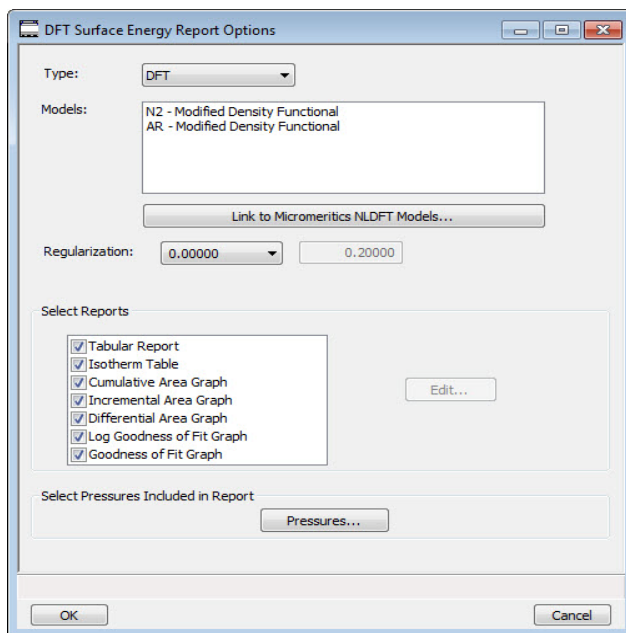 DFT Surface Energy Report Options
Type: DFT
Models: N2 - Modified Density Functional
AR - Modified Density Functional
Link to Micromeritics NLDFT Models...
Regularization: 0.00000 0.20000
Select Reports
Tabular Report
Isotherm Table
Cumulative Area Graph
Incremental Area Graph
Differential Area Graph
Log Goodness of Fit Graph
Goodness of Fit Graph
Edit...
Select Pressures Included in Report
Pressures...
OK Cancel